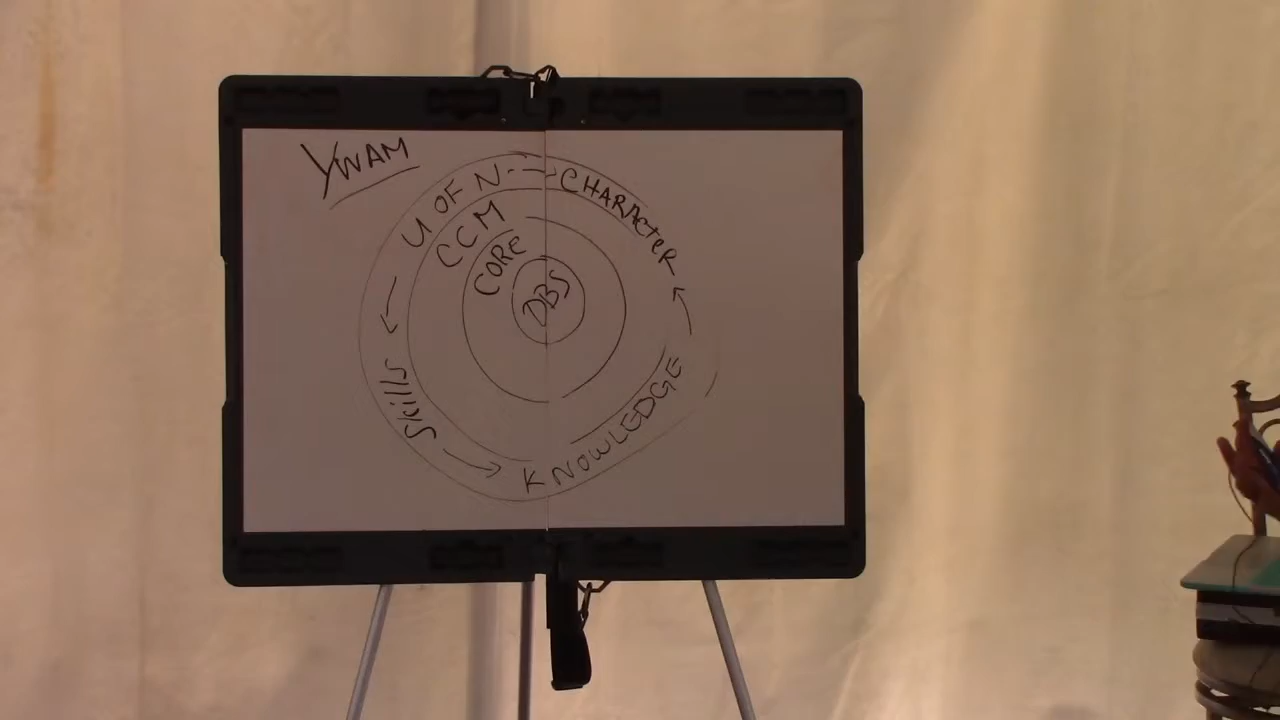 YWAM
U OF N
CHARACTER
CCM
CORE
DBS
Skills
KNOWLEDGE